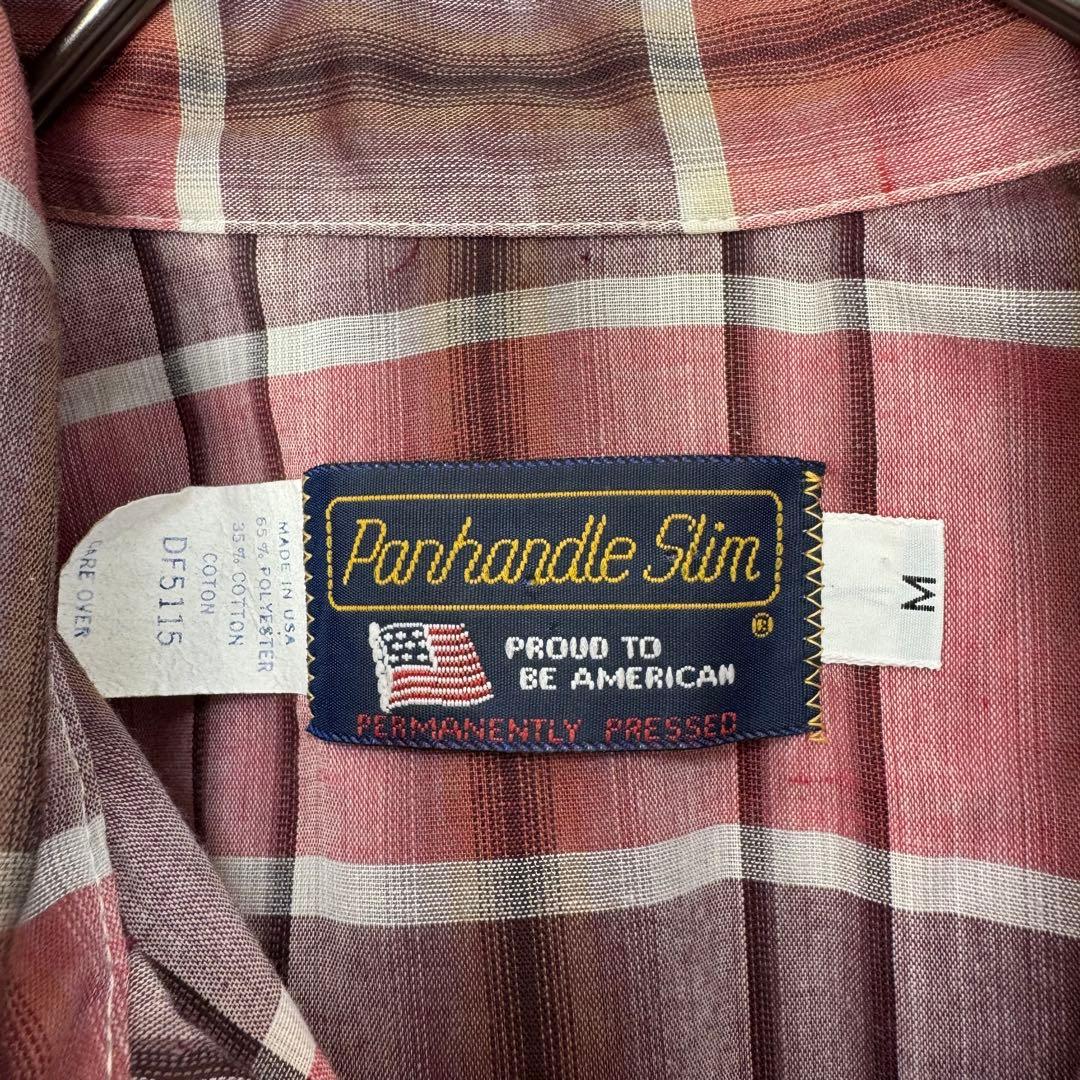 Panhandle Slim
®
PROUD TO
BE AMERICAN
PERMANENTLY PRESSED
M
MADE IN USA
65% POLYESTER
35% COTTON
COTON
DF5115
CARE OVER